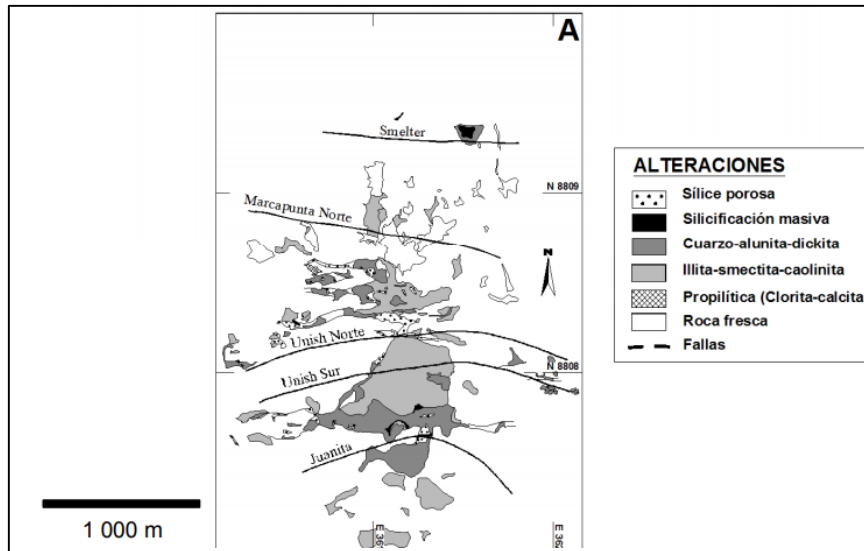 A
Smelter
N 8809
Marcapunta Norte
N
Unish Norte
Unish Sur
N 8808
Juanita
1 000 m
ALTERACIONES
Sílice porosa
Silicificación masiva
Cuarzo-alunita-dickita
Illita-smectita-caolinita
Propilítica (Clorita-calcita
Roca fresca
Fallas